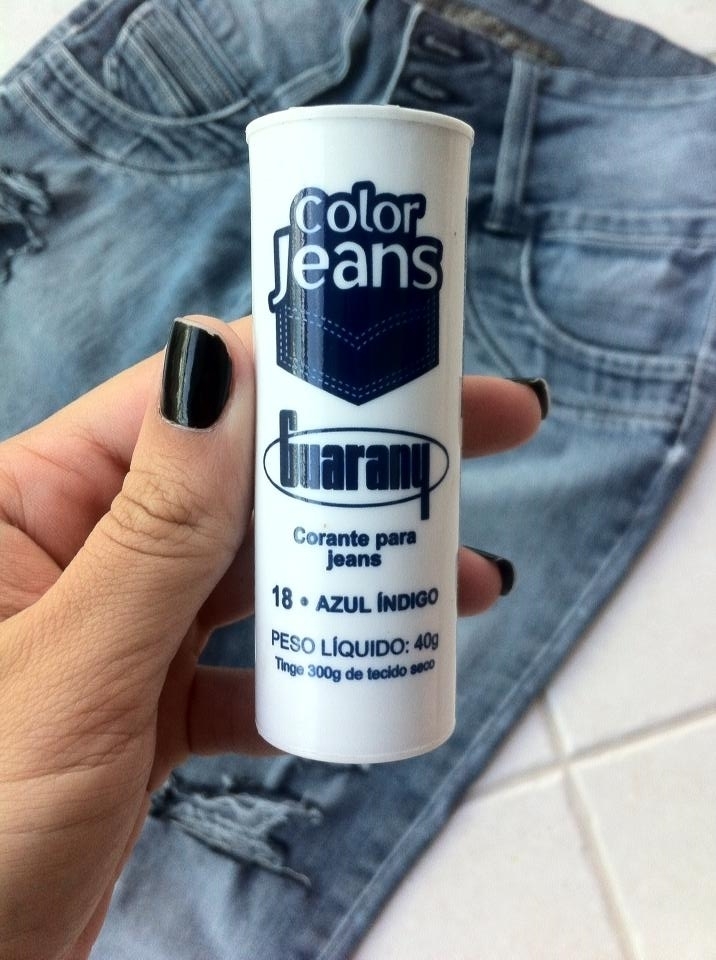 color
Jeans
Guarany
Corante para
jeans
18 • AZUL ÍNDIGO
PESO LÍQUIDO: 40g
Tinge 300g de tecido seco